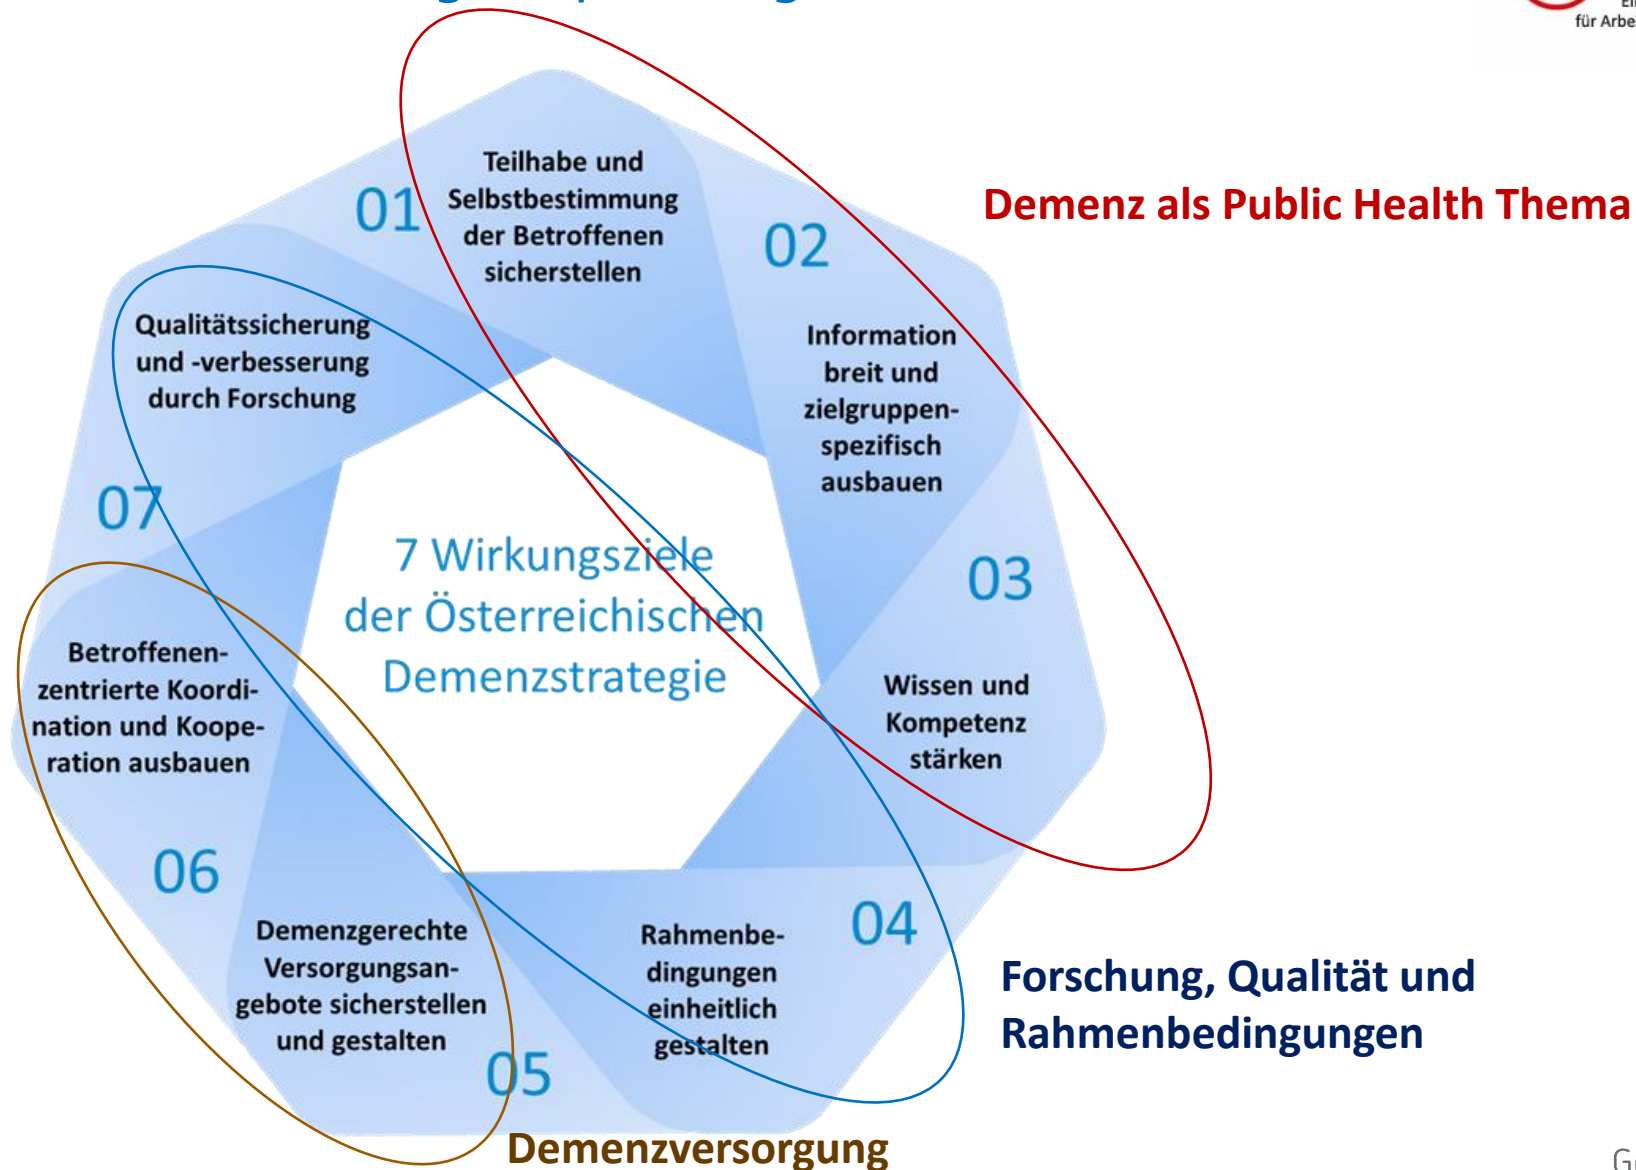 für Arbe
01
Teilhabe und
Selbstbestimmung
der Betroffenen
sicherstellen
Demenz als Public Health Thema
02
Information
breit und
zielgruppen-
spezifisch
ausbauen
03
Wissen und
Kompetenz
stärken
04
Rahmenbe-
dingungen
einheitlich
gestalten
Forschung, Qualität und
Rahmenbedingungen
05
Demenzgerechte
Versorgungsan-
gebote sicherstellen
und gestalten
Demenzversorgung
06
Betroffenen-
zentrierte Koordi-
nation und Koope-
ration ausbauen
07
Qualitätssicherung
und -verbesserung
durch Forschung
7 Wirkungsziele
der Österreichischen
Demenzstrategie